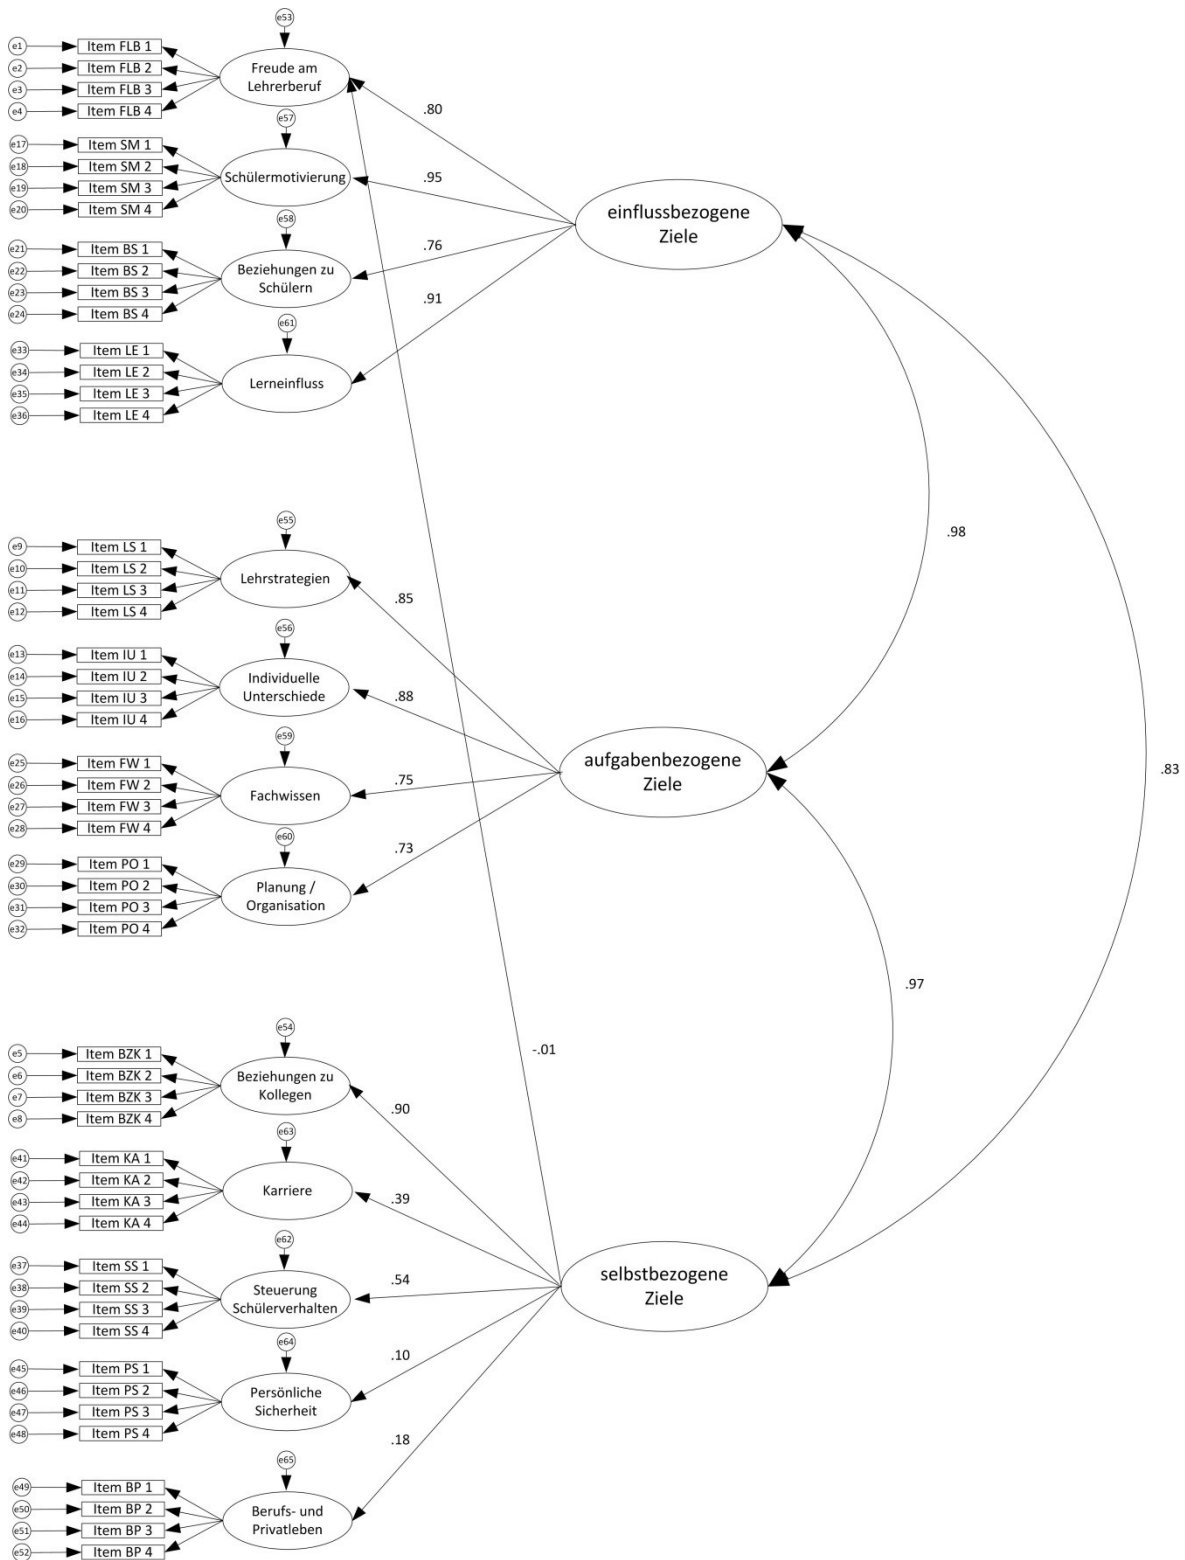 e53
e1
Item FLB 1
e2
Item FLB 2
e3
Item FLB 3
e4
Item FLB 4
Freude am
Lehrerberuf
.80
e57
e17
Item SM 1
e18
Item SM 2
e19
Item SM 3
e20
Item SM 4
Schülermotivierung
.95
einflussbezogene
Ziele
e58
e21
Item BS 1
e22
Item BS 2
e23
Item BS 3
e24
Item BS 4
Beziehungen zu
Schülern
.76
.91
e61
e33
Item LE 1
e34
Item LE 2
e35
Item LE 3
e36
Item LE 4
Lerneinfluss
.98
e55
e9
Item LS 1
e10
Item LS 2
e11
Item LS 3
e12
Item LS 4
Lehrstrategien
.85
e56
e13
Item IU 1
e14
Item IU 2
e15
Item IU 3
e16
Item IU 4
Individuelle
Unterschiede
.88
aufgabenbezogene
Ziele
.83
e59
e25
Item FW 1
e26
Item FW 2
e27
Item FW 3
e28
Item FW 4
Fachwissen
.75
.73
e60
e29
Item PO 1
e30
Item PO 2
e31
Item PO 3
e32
Item PO 4
Planung /
Organisation
.97
-.01
e54
e5
Item BZK 1
e6
Item BZK 2
e7
Item BZK 3
e8
Item BZK 4
Beziehungen zu
Kollegen
.90
e63
e41
Item KA 1
e42
Item KA 2
e43
Item KA 3
e44
Item KA 4
Karriere
.39
e62
e37
Item SS 1
e38
Item SS 2
e39
Item SS 3
e40
Item SS 4
Steuerung
Schülerverhalten
.54
selbstbezogene
Ziele
e64
e45
Item PS 1
e46
Item PS 2
e47
Item PS 3
e48
Item PS 4
Persönliche
Sicherheit
.10
.18
e65
e49
Item BP 1
e50
Item BP 2
e51
Item BP 3
e52
Item BP 4
Berufs- und
Privatleben